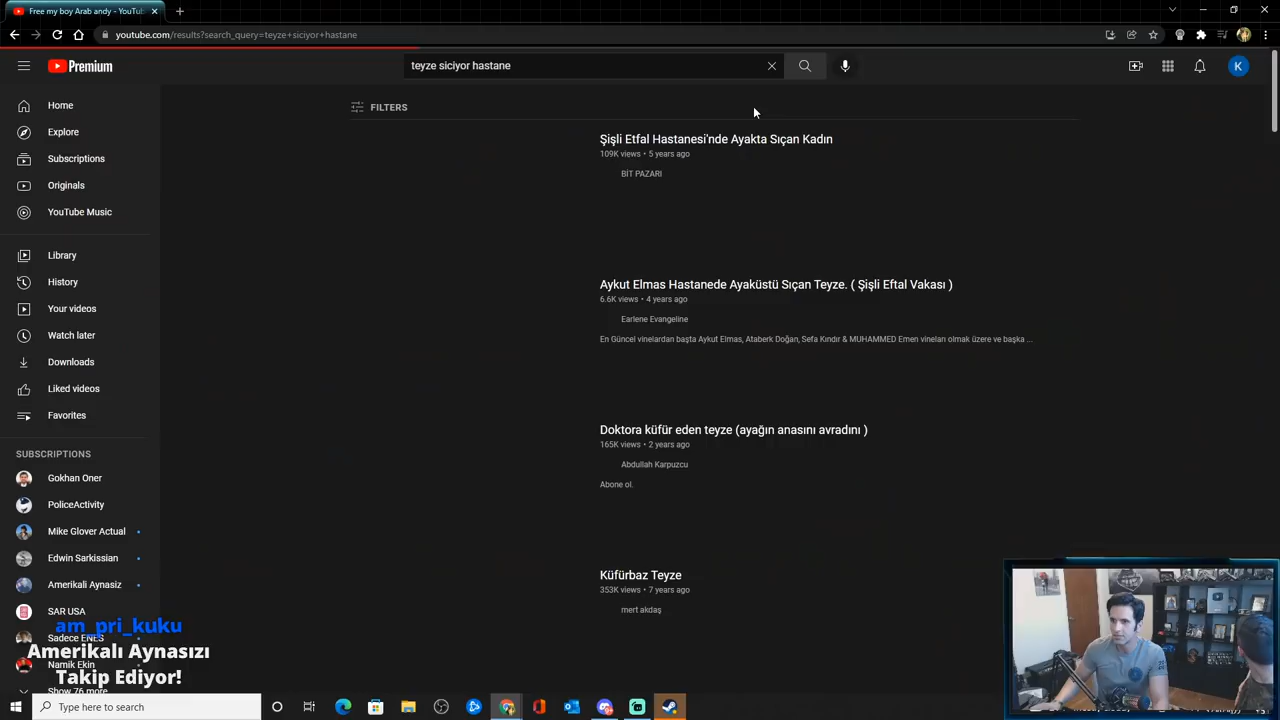 Free my boy Arab andy - YouTu
youtube.com/results?search_query=teyze+siciyor+hastane
Premium
teyze siciyor hastane
K
Home
Explore
Subscriptions
Originals
YouTube Music
Library
History
Your videos
Watch later
Downloads
Liked videos
Favorites
SUBSCRIPTIONS
Gokhan Oner
PoliceActivity
Mike Glover Actual
Edwin Sarkissian
Amerikali Aynasiz
SAR USA
Sadece ENES
Namik Ekin
Show 76 more
FILTERS
Şişli Etfal Hastanesi'nde Ayakta Sıçan Kadın
109K views • 5 years ago
BİT PAZARI
Aykut Elmas Hastanede Ayaküstü Sıçan Teyze. ( Şişli Eftal Vakası )
6.6K views • 4 years ago
Earlene Evangeline
En Güncel vinelardan başta Aykut Elmas, Ataberk Doğan, Sefa Kındır & MUHAMMED Emen vineları olmak üzere ve başka ...
Doktora küfür eden teyze (ayağın anasını avradını )
165K views • 2 years ago
Abdullah Karpuzcu
Abone ol.
Küfürbaz Teyze
353K views • 7 years ago
mert akdaş
am_pri_kuku
Amerikalı Aynasızı
Takip Ediyor!
Type here to search